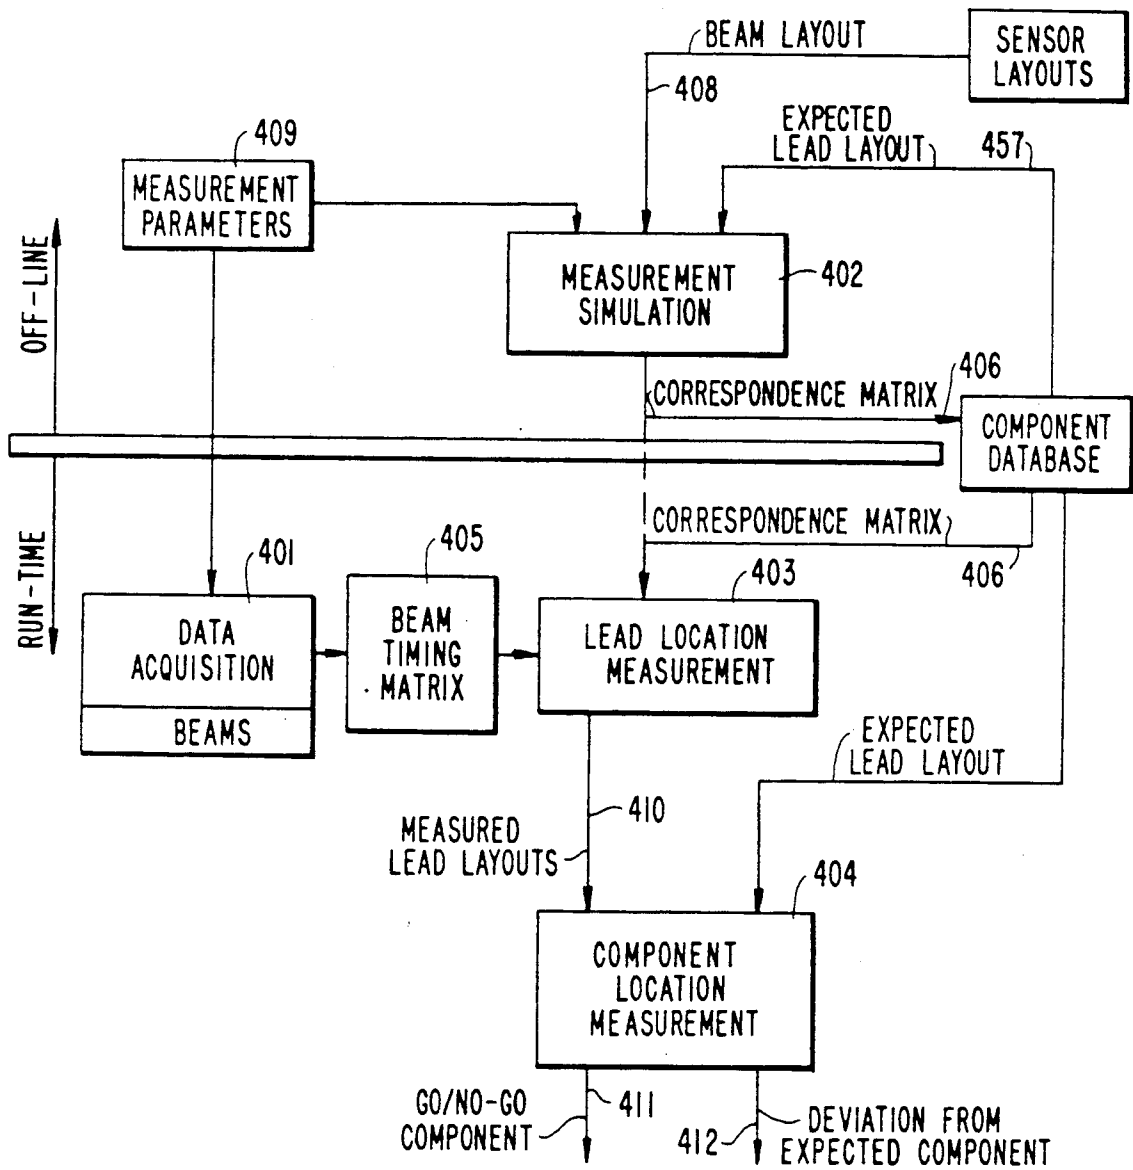 BEAM LAYOUT
SENSOR
LAYOUTS
408
EXPECTED
LEAD LAYOUT
457
409
MEASUREMENT
PARAMETERS
OFF-LINE
MEASUREMENT
SIMULATION
402
406
CORRESPONDENCE MATRIX
COMPONENT
DATABASE
CORRESPONDENCE MATRIX
406
RUN-TIME
401
405
403
DATA
ACQUISITION
BEAMS
BEAM
TIMING
MATRIX
LEAD LOCATION
MEASUREMENT
EXPECTED
LEAD LAYOUT
410
MEASURED
LEAD LAYOUTS
404
COMPONENT
LOCATION
MEASUREMENT
GO/NO-GO
COMPONENT
411
412
DEVIATION FROM
EXPECTED COMPONENT